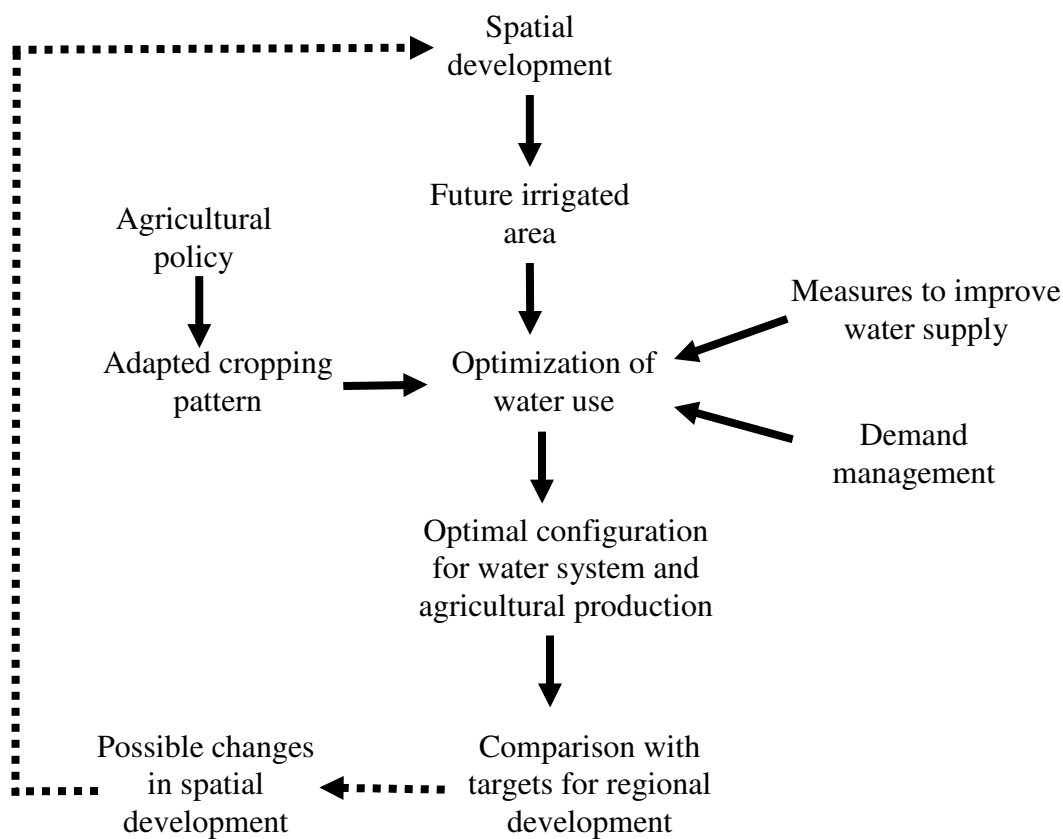 Spatial
development
Future irrigated
area
Agricultural
policy
Measures to improve
water supply
Adapted cropping
pattern
Optimization of
water use
Demand
management
Optimal configuration
for water system and
agricultural production
Possible changes
in spatial
development
Comparison with
targets for regional
development